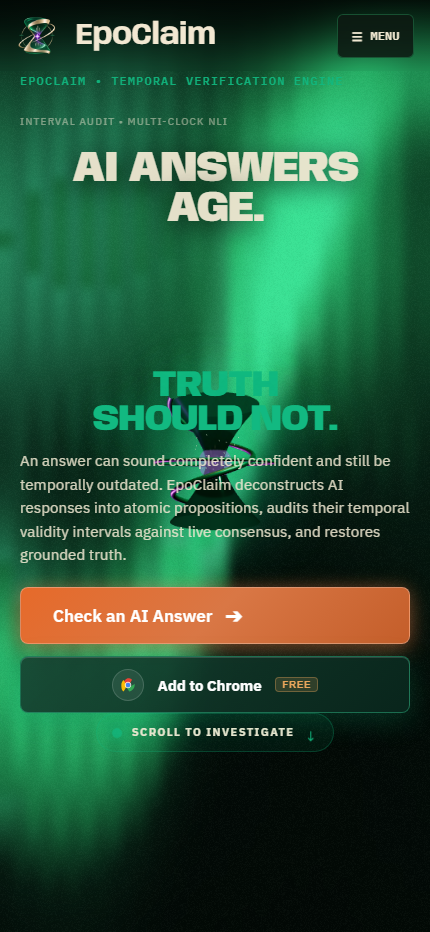 EpoClaim
☰ MENU
EPOCLAIM • TEMPORAL VERIFICATION ENGINE
INTERVAL AUDIT • MULTI-CLOCK NLI
AI ANSWERS
AGE.
TRUTH
SHOULD NOT.
An answer can sound completely confident and still be
temporally outdated. EpoClaim deconstructs AI
responses into atomic propositions, audits their temporal
validity intervals against live consensus, and restores
grounded truth.
Check an AI Answer ➔
Add to Chrome FREE
SCROLL TO INVESTIGATE ↓